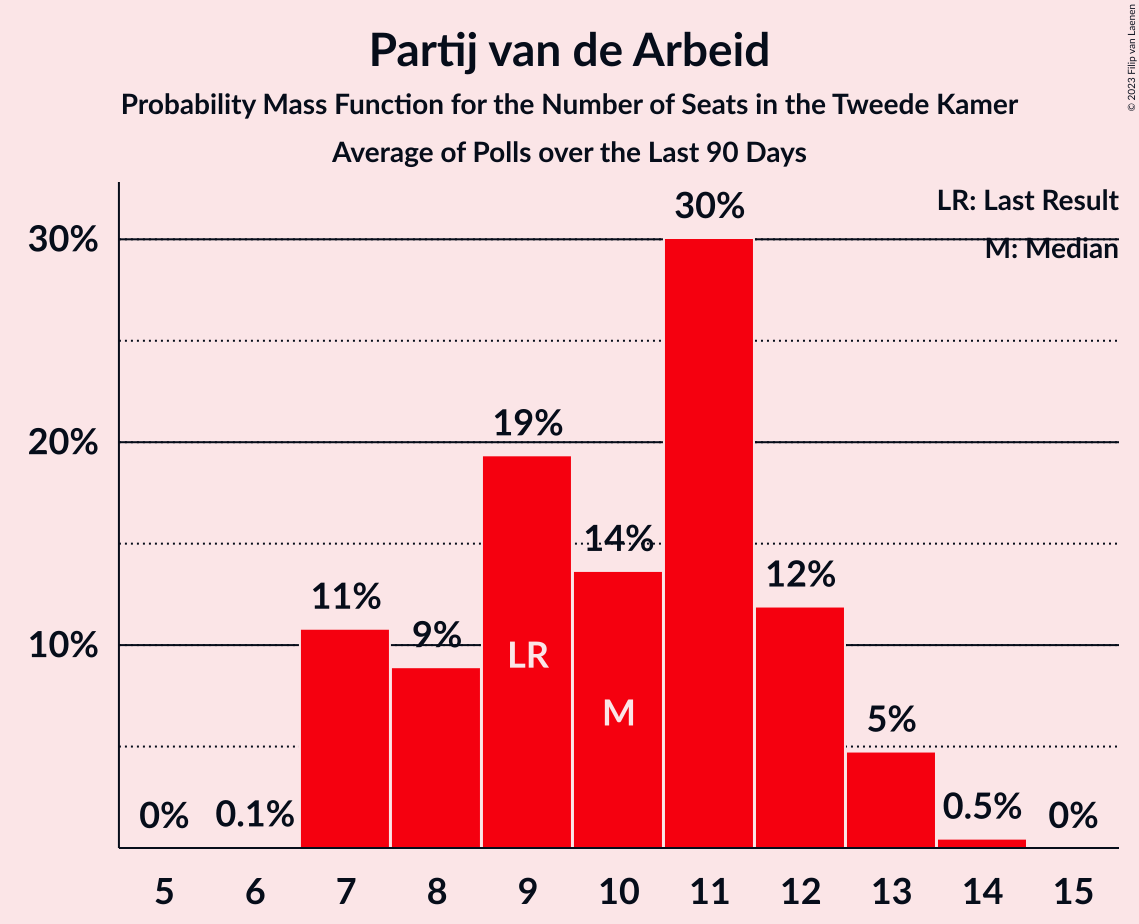 Partij van de Arbeid
Probability Mass Function for the Number of Seats in the Tweede Kamer
Average of Polls over the Last 90 Days
© 2023 Filip van Laenen
LR: Last Result
M: Median
30%
20%
10%
0%
0.1%
11%
9%
19%
14%
30%
12%
5%
0.5%
0%
LR
M
5 6 7 8 9 10 11 12 13 14 15